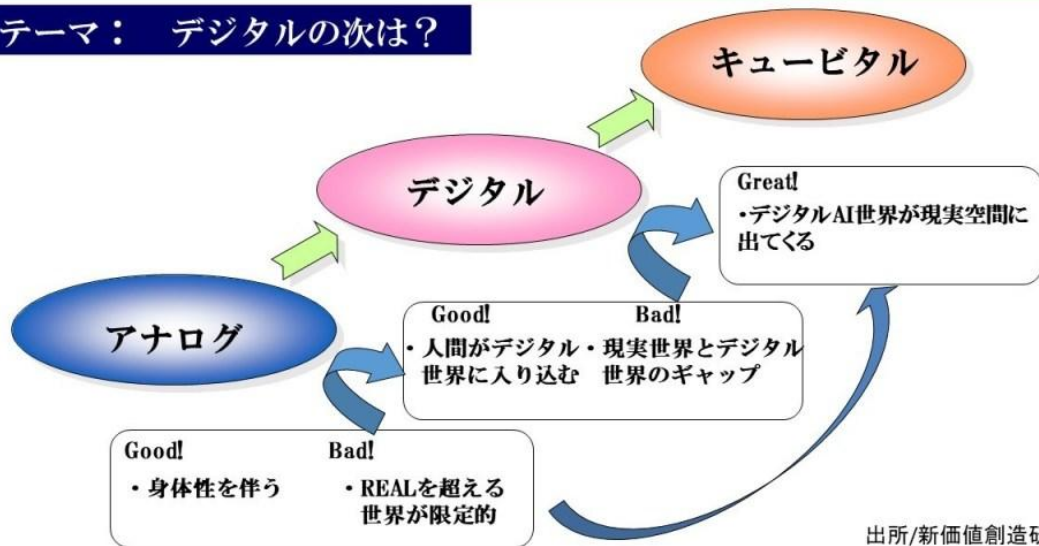 テーマ： デジタルの次は？
キュービタル
デジタル
アナログ
Great!
・デジタルAI世界が現実空間に
出てくる
Good! Bad!
・人間がデジタル ・現実世界とデジタル
世界に入り込む 世界のギャップ
Good! Bad!
・身体性を伴う ・REALを超える
世界が限定的
出所/新価値創造研